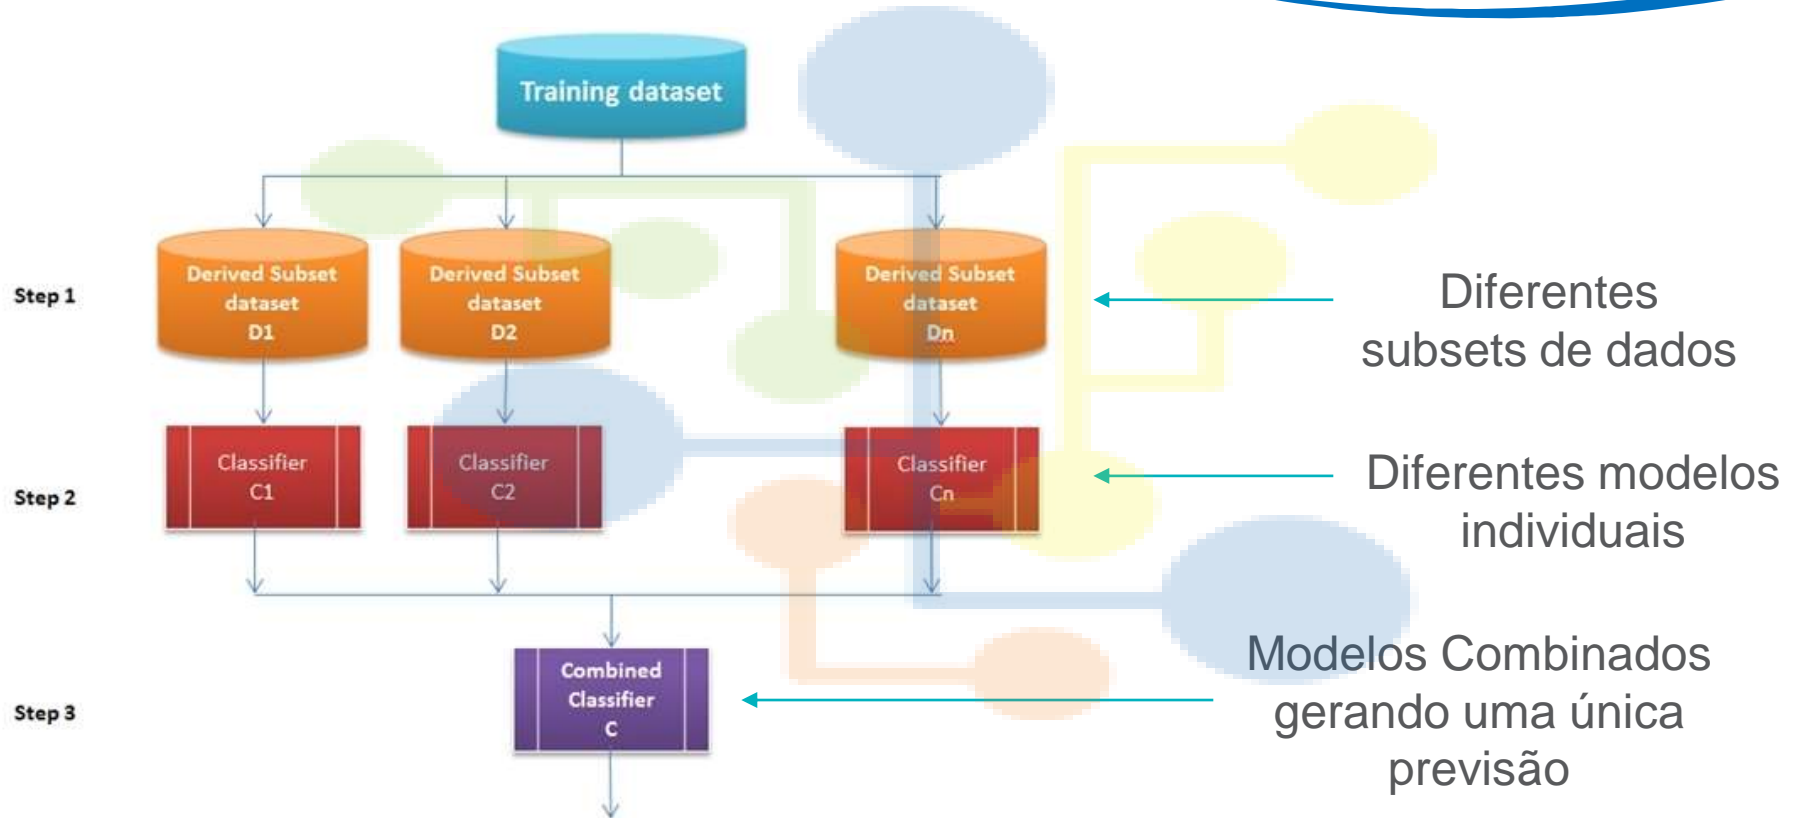 Training dataset
Step 1
Derived Subset
dataset
D1
Derived Subset
dataset
D2
Derived Subset
dataset
Dn
Diferentes
subsets de dados
Step 2
Classifier
C1
Classifier
C2
Classifier
Cn
Diferentes modelos
individuais
Step 3
Combined
Classifier
C
Modelos Combinados
gerando uma única
previsão